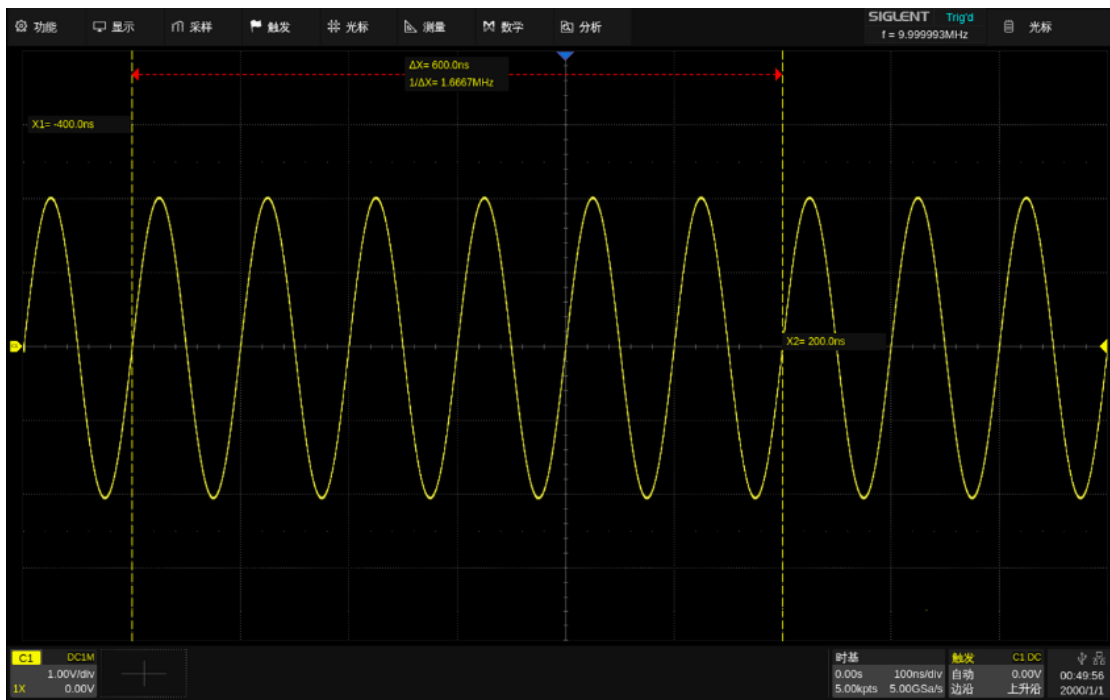 功能 显示 采样 触发 光标 测量 数学 分析 SIGLENT Trig'd 光标
f = 9.999993MHz
ΔX= 600.0ns
1/ΔX= 1.6667MHz
X1= -400.0ns
X2= 200.0ns
C1 DC1M 时基 触发 C1 DC
1.00V/div 0.00s 100ns/div 自动 0.00V 00:49:56
1X 0.00V 5.00kpts 5.00GSa/s 边沿 上升沿 2000/1/1